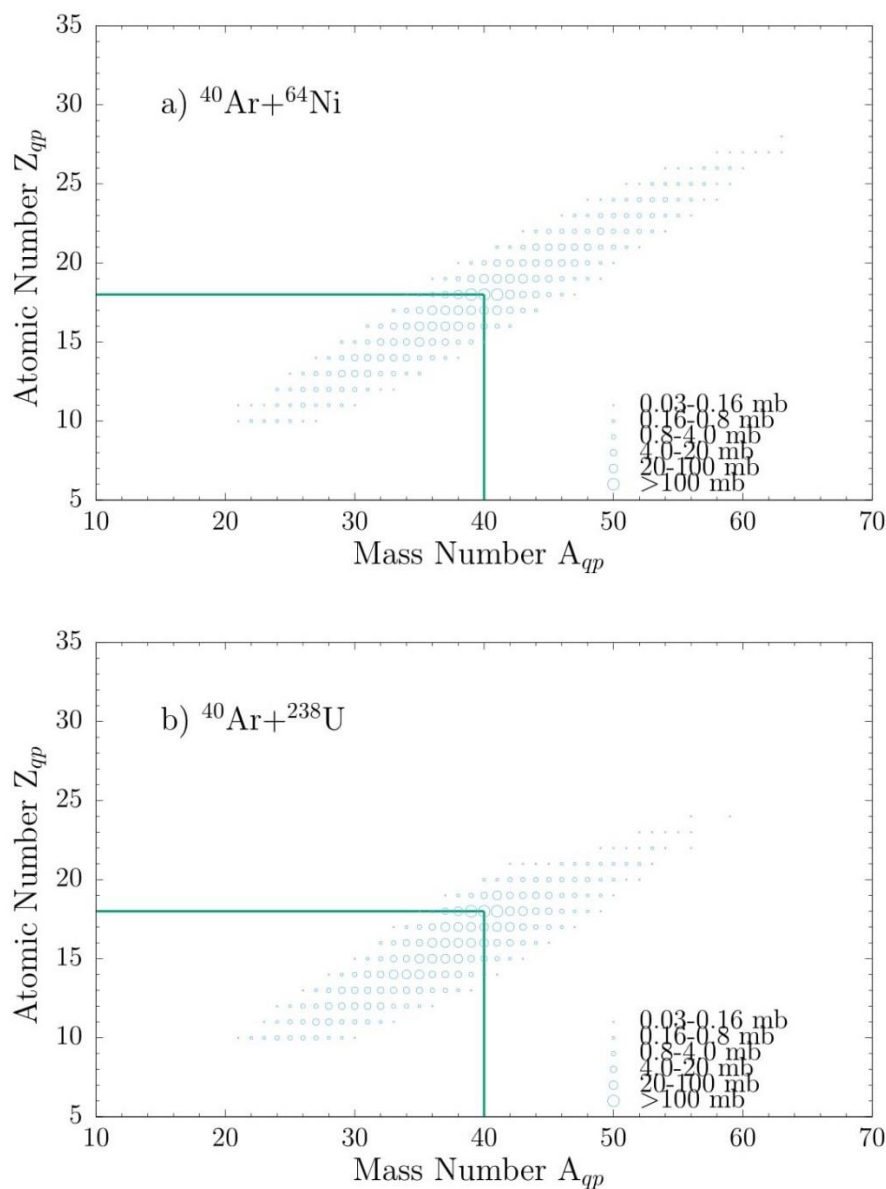 35
30
25
20
15
10
5
Atomic Number Z_qp
a) ⁴⁰Ar+⁶⁴Ni
0.03-0.16 mb
0.16-0.8 mb
0.8-4.0 mb
4.0-20 mb
20-100 mb
>100 mb
10 20 30 40 50 60 70
Mass Number A_qp
35
30
25
20
15
10
5
Atomic Number Z_qp
b) ⁴⁰Ar+²³⁸U
0.03-0.16 mb
0.16-0.8 mb
0.8-4.0 mb
4.0-20 mb
20-100 mb
>100 mb
10 20 30 40 50 60 70
Mass Number A_qp